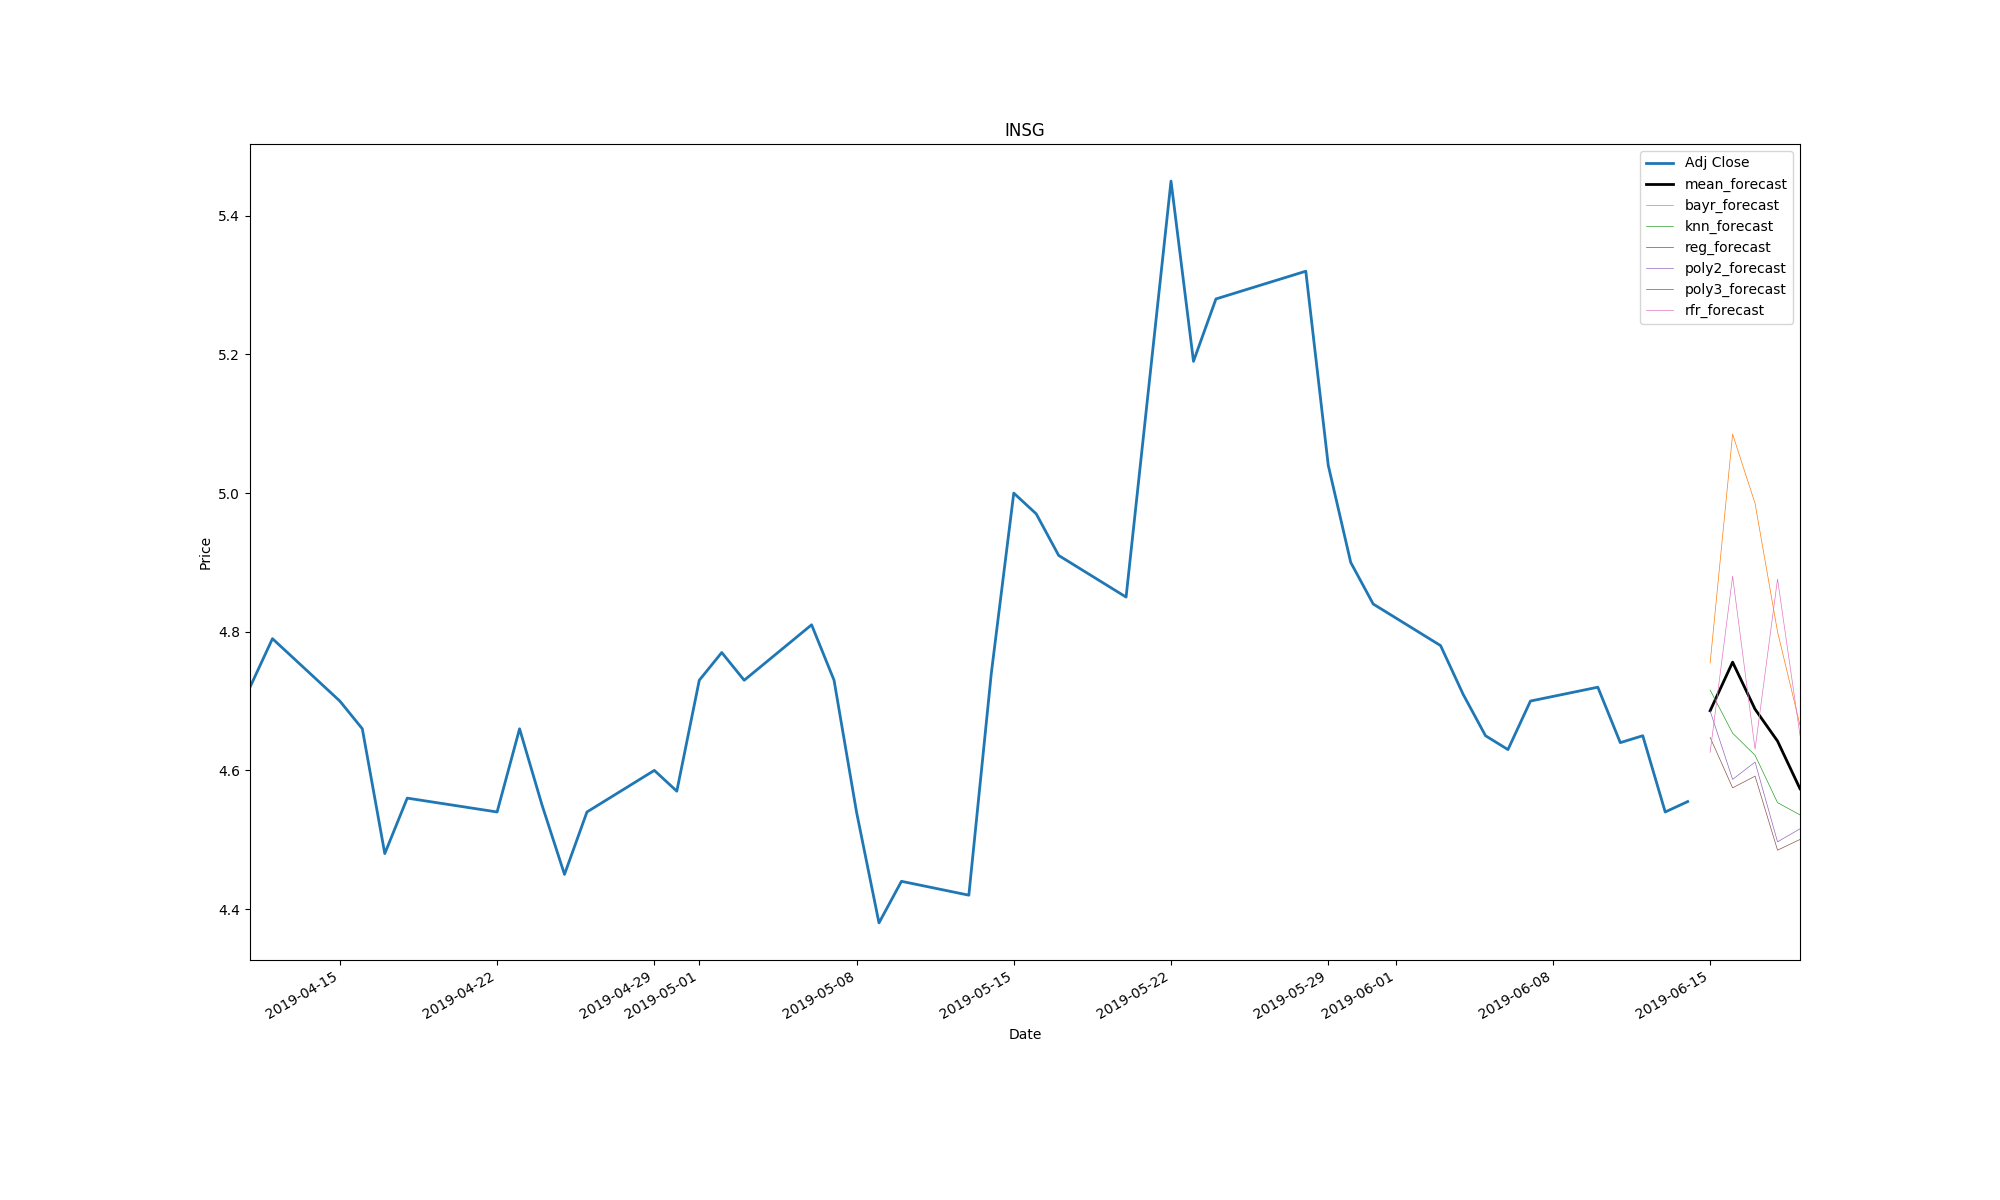 INSG
Adj Close
mean_forecast
bayr_forecast
knn_forecast
reg_forecast
poly2_forecast
poly3_forecast
rfr_forecast
5.4
5.2
5.0
4.8
4.6
4.4
Price
2019-04-15
2019-04-22
2019-04-29
2019-05-01
2019-05-08
2019-05-15
2019-05-22
2019-05-29
2019-06-01
2019-06-08
2019-06-15
Date